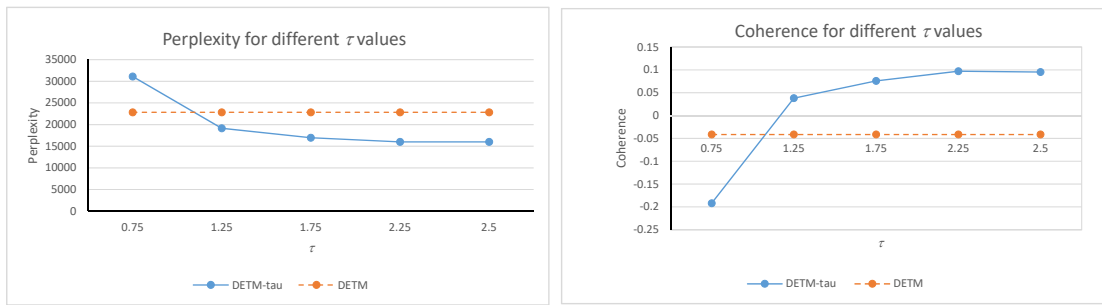 Perplexity for different τ values
35000
30000
25000
20000
15000
10000
5000
0
Perplexity
0.75 1.25 1.75 2.25 2.5
τ
DETM-tau DETM
Coherence for different τ values
0.15
0.1
0.05
0
-0.05
-0.1
-0.15
-0.2
-0.25
Coherence
0.75 1.25 1.75 2.25 2.5
τ
DETM-tau DETM